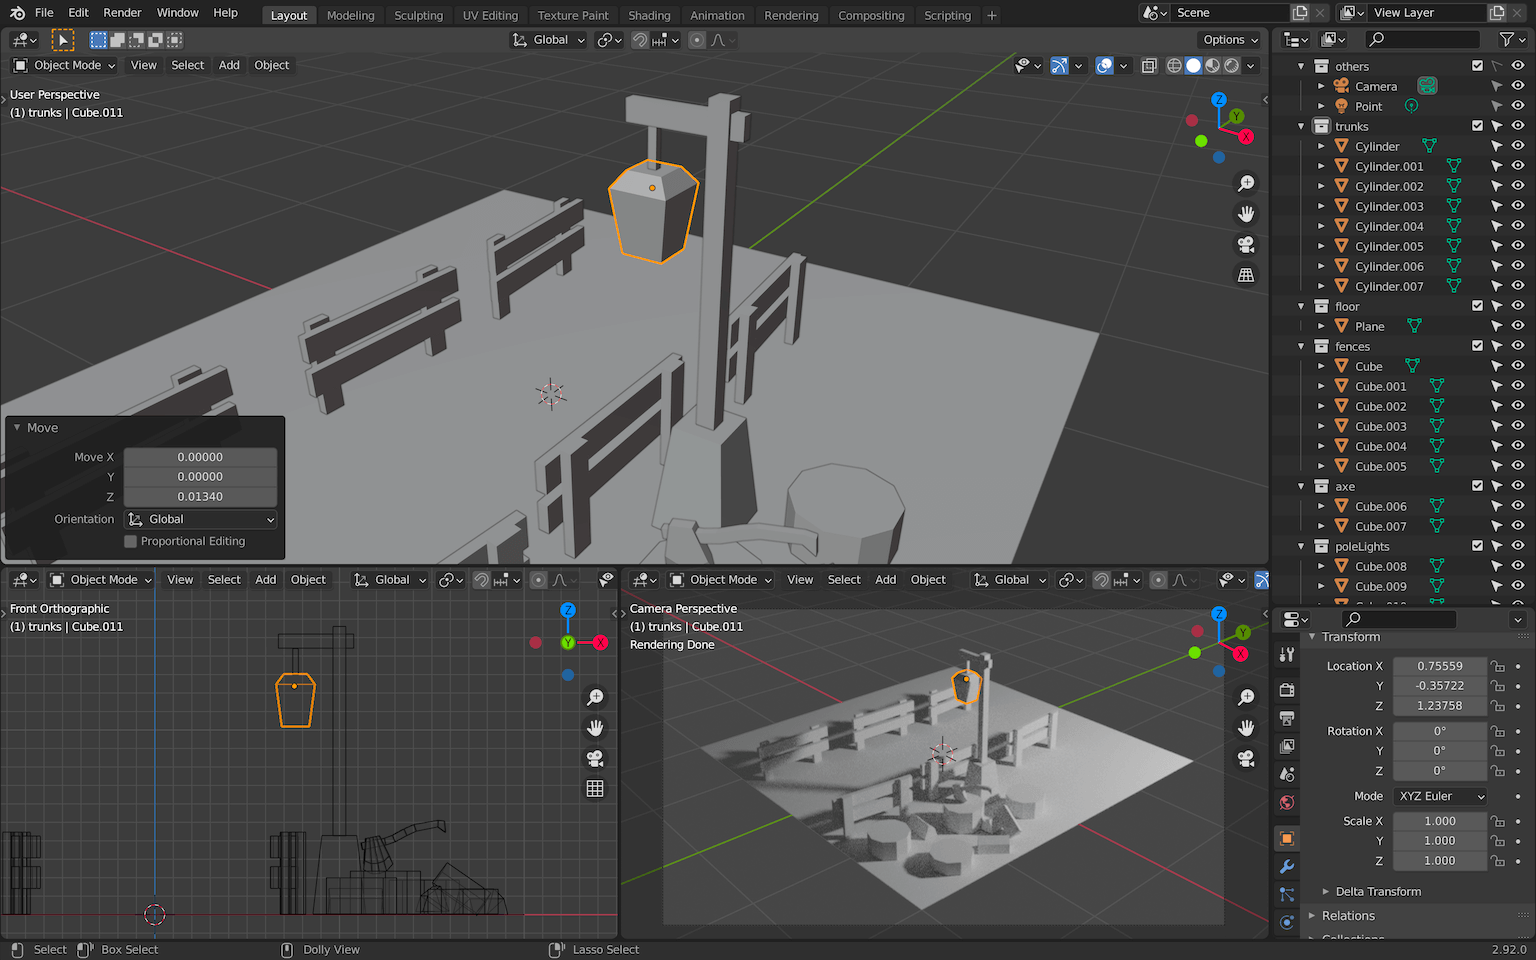 File Edit Render Window Help
Layout Modeling Sculpting UV Editing Texture Paint Shading Animation Rendering Compositing Scripting +
Scene
View Layer
Global
Options
Object Mode View Select Add Object
User Perspective
(1) trunks | Cube.011
Z
Y
X
Move
Move X 0.00000
Y 0.00000
Z 0.01340
Orientation Global
Proportional Editing
Object Mode View Select Add Object Global
Front Orthographic
(1) trunks | Cube.011
Z
Y
X
Object Mode View Select Add Object Global
Camera Perspective
(1) trunks | Cube.011
Rendering Done
Z
Y
X
others
Camera
Point
trunks
Cylinder
Cylinder.001
Cylinder.002
Cylinder.003
Cylinder.004
Cylinder.005
Cylinder.006
Cylinder.007
floor
Plane
fences
Cube
Cube.001
Cube.002
Cube.003
Cube.004
Cube.005
axe
Cube.006
Cube.007
poleLights
Cube.008
Cube.009
Transform
Location X 0.75559
Y -0.35722
Z 1.23758
Rotation X 0°
Y 0°
Z 0°
Mode XYZ Euler
Scale X 1.000
Y 1.000
Z 1.000
Delta Transform
Relations
Select Box Select Dolly View Lasso Select 2.92.0